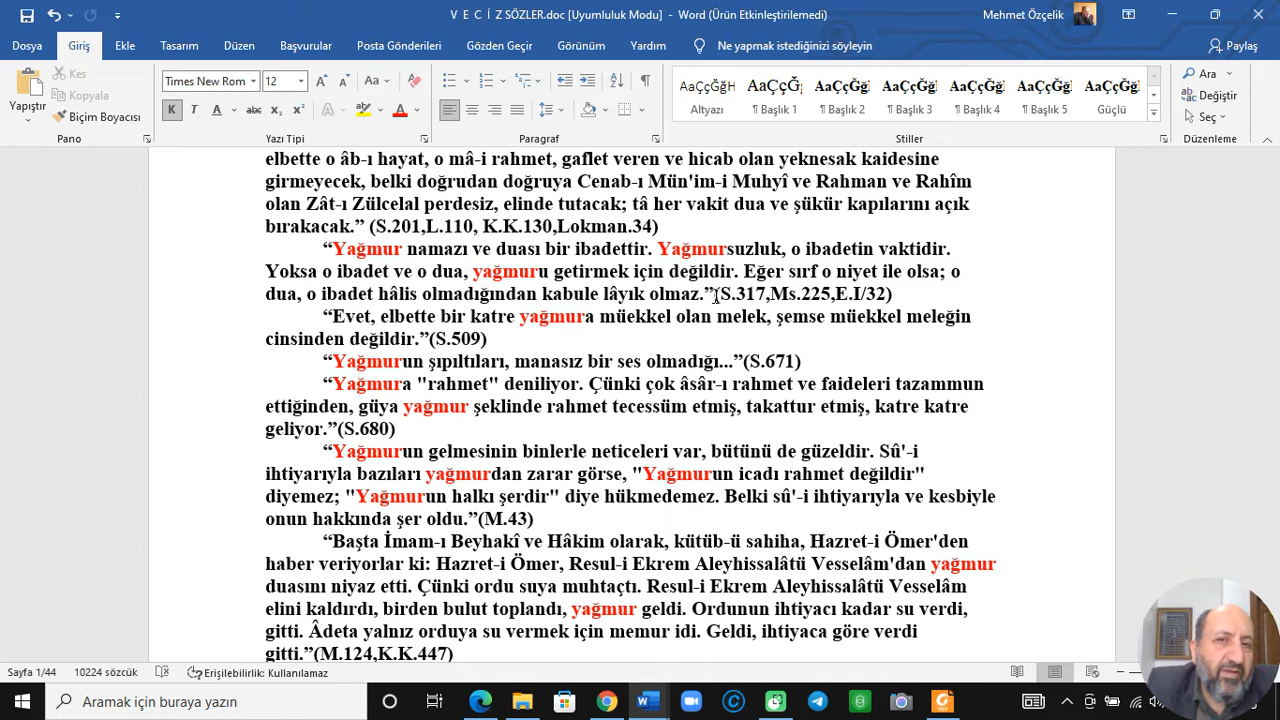 V E C İ Z SÖZLER.doc [Uyumluluk Modu] - Word (Ürün Etkinleştirilemedi)
Mehmet Özçelik
Dosya Giriş Ekle Tasarım Düzen Başvurular Posta Gönderileri Gözden Geçir Görünüm Yardım Ne yapmak istediğinizi söyleyin Paylaş
Yapıştır
Kes
Kopyala
Biçim Boyacısı
Times New Rom 12
AaÇçĞğH AaÇçĞğ AaÇçĞğ AaÇçĞğ AaÇçĞğ AaÇçĞğ AaÇçĞğ
Altyazı ¶ Başlık 1 ¶ Başlık 2 ¶ Başlık 3 ¶ Başlık 4 ¶ Başlık 5 Güçlü
Ara
Değiştir
Seç
Pano Yazı Tipi Paragraf Stiller Düzenleme
elbette o âb-ı hayat, o mâ-i rahmet, gaflet veren ve hicab olan yeknesak kaidesine
girmeyecek, belki doğrudan doğruya Cenab-ı Mün'im-i Muhyî ve Rahman ve Rahîm
olan Zât-ı Zülcelal perdesiz, elinde tutacak; tâ her vakit dua ve şükür kapılarını açık
bırakacak.” (S.201,L.110, K.K.130,Lokman.34)
“Yağmur namazı ve duası bir ibadettir. Yağmursuzluk, o ibadetin vaktidir.
Yoksa o ibadet ve o dua, yağmuru getirmek için değildir. Eğer sırf o niyet ile olsa; o
dua, o ibadet hâlis olmadığından kabule lâyık olmaz.”(S.317,Ms.225,E.I/32)
“Evet, elbette bir katre yağmura müekkel olan melek, şemse müekkel meleğin
cinsinden değildir.”(S.509)
“Yağmurun şıpıltıları, manasız bir ses olmadığı...”(S.671)
“Yağmura "rahmet" deniliyor. Çünki çok âsâr-ı rahmet ve faideleri tazammun
ettiğinden, güya yağmur şeklinde rahmet tecessüm etmiş, takattur etmiş, katre katre
geliyor.”(S.680)
“Yağmurun gelmesinin binlerle neticeleri var, bütünü de güzeldir. Sû'-i
ihtiyarıyla bazıları yağmurdan zarar görse, "Yağmurun icadı rahmet değildir"
diyemez; "Yağmurun halkı şerdir" diye hükmedemez. Belki sû'-i ihtiyarıyla ve kesbiyle
onun hakkında şer oldu.”(M.43)
“Başta İmam-ı Beyhakî ve Hâkim olarak, kütüb-ü sahiha, Hazret-i Ömer'den
haber veriyorlar ki: Hazret-i Ömer, Resul-i Ekrem Aleyhissalâtü Vesselâm'dan yağmur
duasını niyaz etti. Çünki ordu suya muhtaçtı. Resul-i Ekrem Aleyhissalâtü Vesselâm
elini kaldırdı, birden bulut toplandı, yağmur geldi. Ordunun ihtiyacı kadar su verdi,
gitti. Âdeta yalnız orduya su vermek için memur idi. Geldi, ihtiyaca göre verdi
gitti.”(M.124,K.K.447)
Sayfa 1/44 10224 sözcük Erişilebilirlik: Kullanılamaz
Aramak için buraya yazın